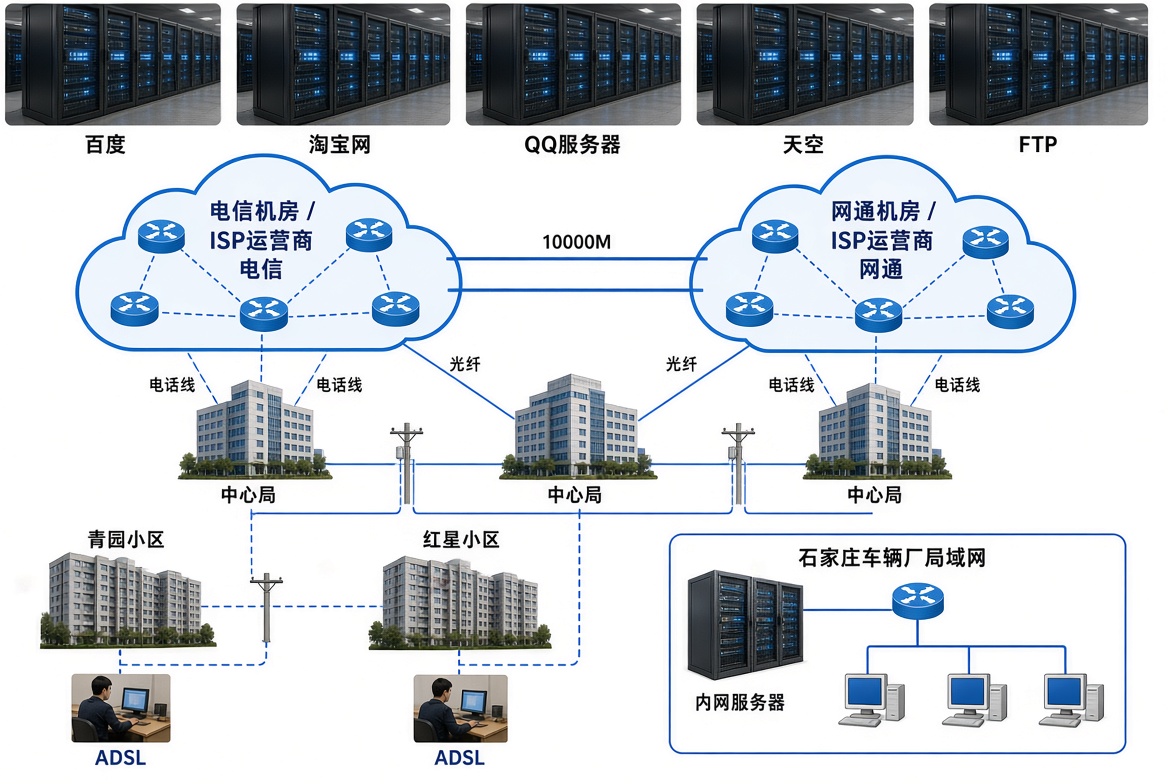 百度
淘宝网
QQ服务器
天空
FTP
电信机房 /
ISP运营商
电信
10000M
网通机房 /
ISP运营商
网通
电话线
电话线
光纤
光纤
电话线
电话线
中心局
中心局
中心局
青园小区
红星小区
石家庄车辆厂局域网
内网服务器
ADSL
ADSL